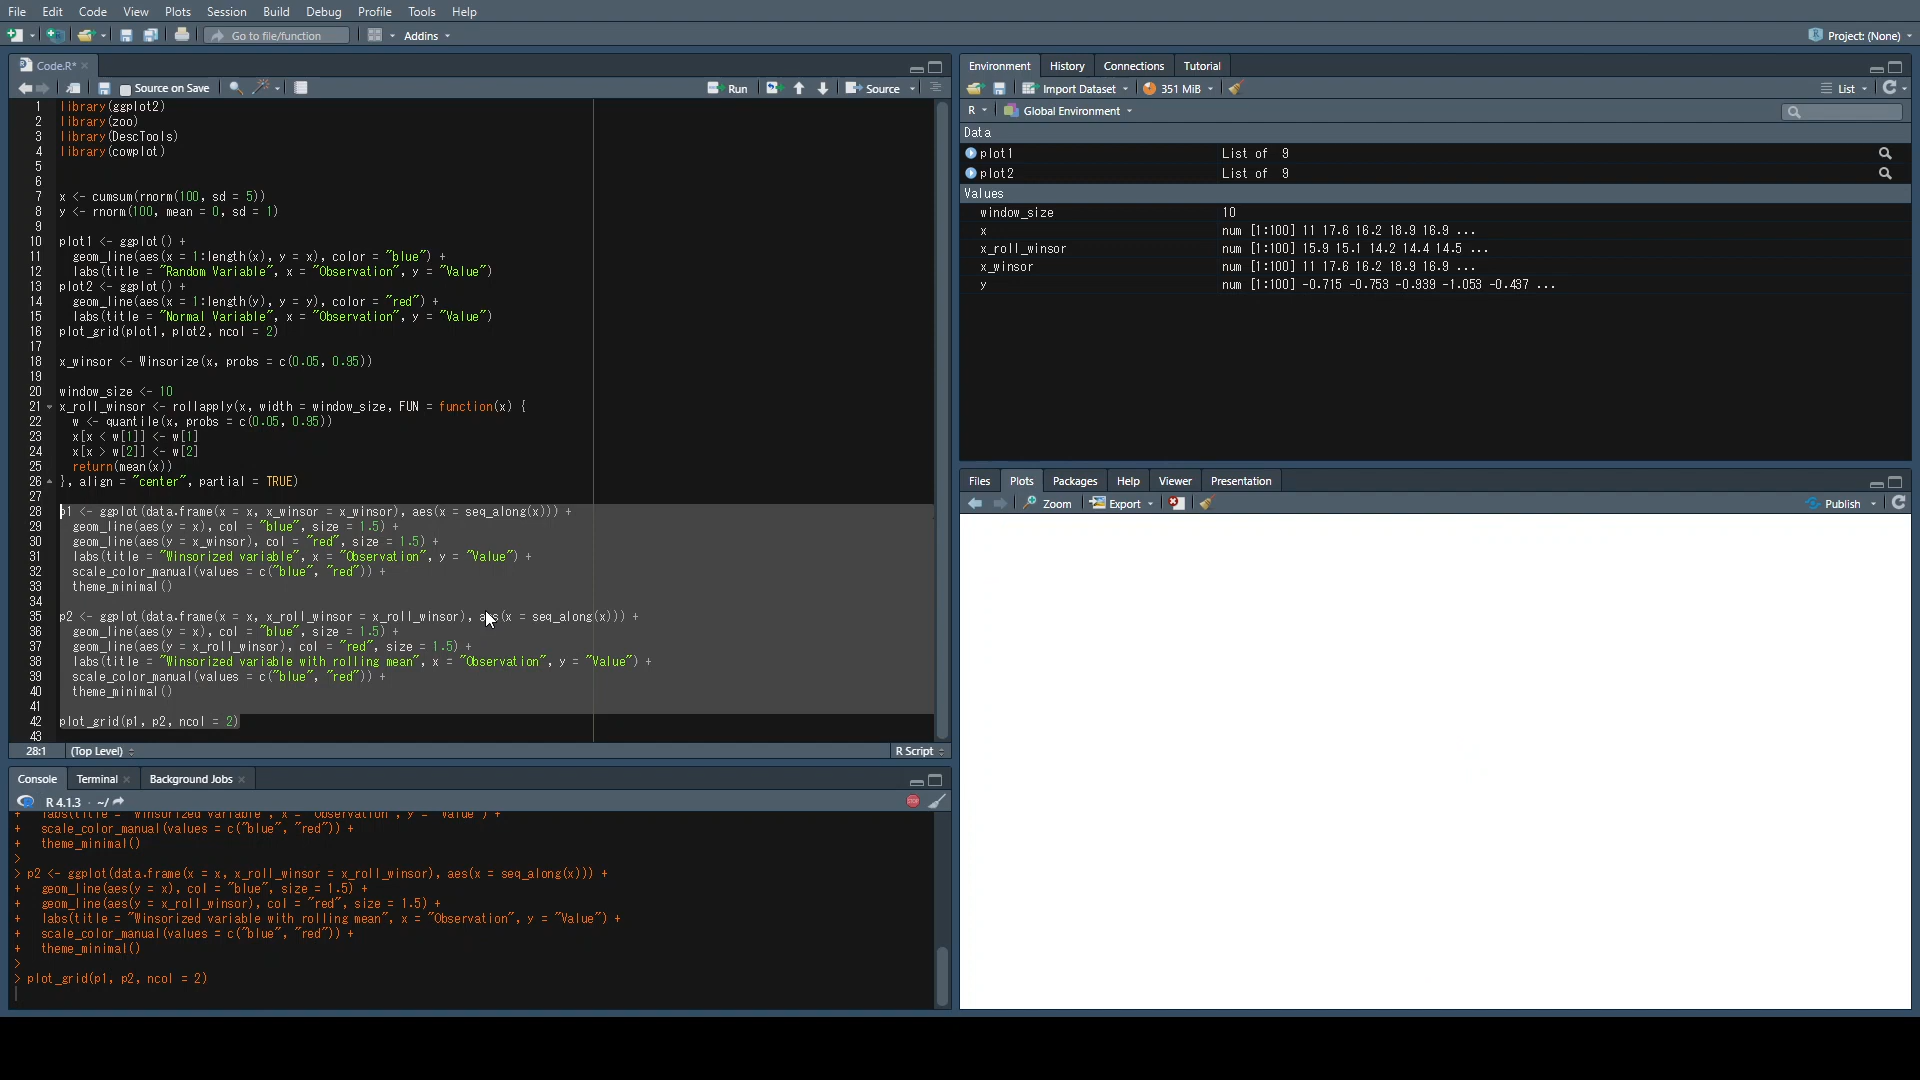 File Edit Code View Plots Session Build Debug Profile Tools Help
Go to file/function Addins Project: (None)
Code.R*
Source on Save Run Source
1 library(ggplot2)
2 library(zoo)
3 library(DescTools)
4 library(cowplot)
5
6
7 x <- cumsum(rnorm(100, sd = 5))
8 y <- rnorm(100, mean = 0, sd = 1)
9
10 plot1 <- ggplot() +
11 geom_line(aes(x = 1:length(x), y = x), color = "blue") +
12 labs(title = "Random Variable", x = "Observation", y = "Value")
13 plot2 <- ggplot() +
14 geom_line(aes(x = 1:length(y), y = y), color = "red") +
15 labs(title = "Normal Variable", x = "Observation", y = "Value")
16 plot_grid(plot1, plot2, ncol = 2)
17
18 x_winsor <- Winsorize(x, probs = c(0.05, 0.95))
19
20 window_size <- 10
21 x_roll_winsor <- rollapply(x, width = window_size, FUN = function(x) {
22 w <- quantile(x, probs = c(0.05, 0.95))
23 x[x < w[1]] <- w[1]
24 x[x > w[2]] <- w[2]
25 return(mean(x))
26 }, align = "center", partial = TRUE)
27
28 p1 <- ggplot(data.frame(x = x, x_winsor = x_winsor), aes(x = seq_along(x))) +
29 geom_line(aes(y = x), col = "blue", size = 1.5) +
30 geom_line(aes(y = x_winsor), col = "red", size = 1.5) +
31 labs(title = "Winsorized variable", x = "Observation", y = "Value") +
32 scale_color_manual(values = c("blue", "red")) +
33 theme_minimal()
34
35 p2 <- ggplot(data.frame(x = x, x_roll_winsor = x_roll_winsor), aes(x = seq_along(x))) +
36 geom_line(aes(y = x), col = "blue", size = 1.5) +
37 geom_line(aes(y = x_roll_winsor), col = "red", size = 1.5) +
38 labs(title = "Winsorized variable with rolling mean", x = "Observation", y = "Value") +
39 scale_color_manual(values = c("blue", "red")) +
40 theme_minimal()
41
42 plot_grid(p1, p2, ncol = 2)
43
28:1 (Top Level) R Script
Console Terminal Background Jobs
R 4.1.3 · ~/
+ labs(title = "Winsorized variable", x = "Observation", y = "Value") +
+ scale_color_manual(values = c("blue", "red")) +
+ theme_minimal()
>
> p2 <- ggplot(data.frame(x = x, x_roll_winsor = x_roll_winsor), aes(x = seq_along(x))) +
+ geom_line(aes(y = x), col = "blue", size = 1.5) +
+ geom_line(aes(y = x_roll_winsor), col = "red", size = 1.5) +
+ labs(title = "Winsorized variable with rolling mean", x = "Observation", y = "Value") +
+ scale_color_manual(values = c("blue", "red")) +
+ theme_minimal()
>
> plot_grid(p1, p2, ncol = 2)
Environment History Connections Tutorial
Import Dataset 351 MiB List
R Global Environment
Data
plot1 List of 9
plot2 List of 9
Values
window_size 10
x num [1:100] 11 17.6 16.2 18.9 16.9 ...
x_roll_winsor num [1:100] 15.9 15.1 14.2 14.4 14.5 ...
x_winsor num [1:100] 11 17.6 16.2 18.9 16.9 ...
y num [1:100] -0.715 -0.753 -0.939 -1.053 -0.437 ...
Files Plots Packages Help Viewer Presentation
Zoom Export Publish